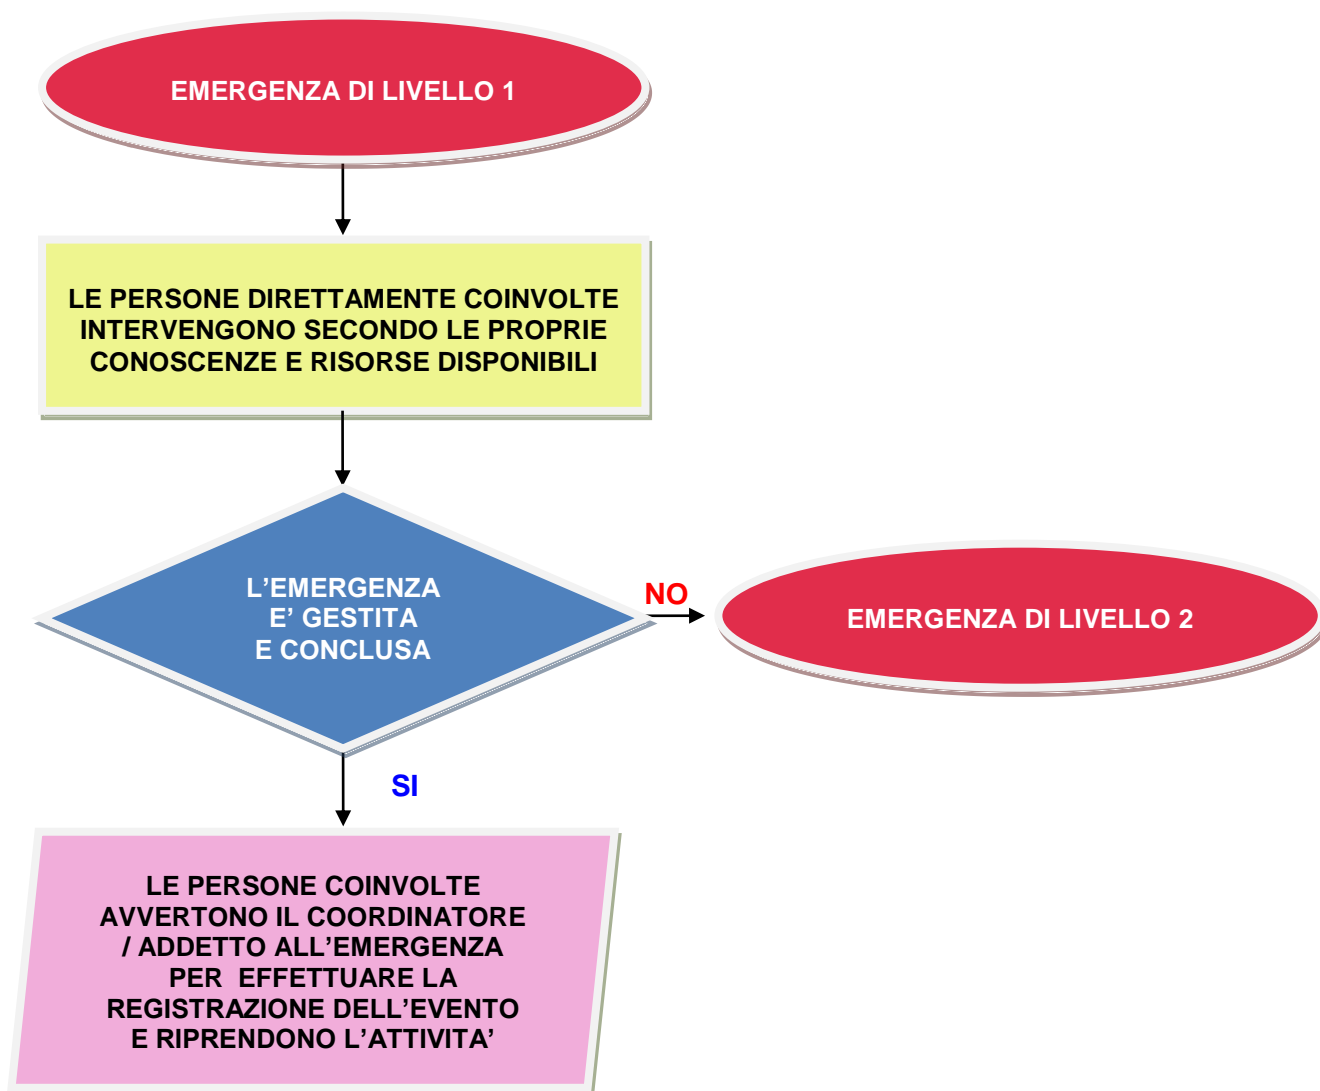 EMERGENZA DI LIVELLO 1
LE PERSONE DIRETTAMENTE COINVOLTE
INTERVENGONO SECONDO LE PROPRIE
CONOSCENZE E RISORSE DISPONIBILI
L’EMERGENZA
E’ GESTITA
E CONCLUSA
NO
EMERGENZA DI LIVELLO 2
SI
LE PERSONE COINVOLTE
AVVERTONO IL COORDINATORE
/ ADDETTO ALL’EMERGENZA
PER  EFFETTUARE LA
REGISTRAZIONE DELL’EVENTO
E RIPRENDONO L’ATTIVITA’